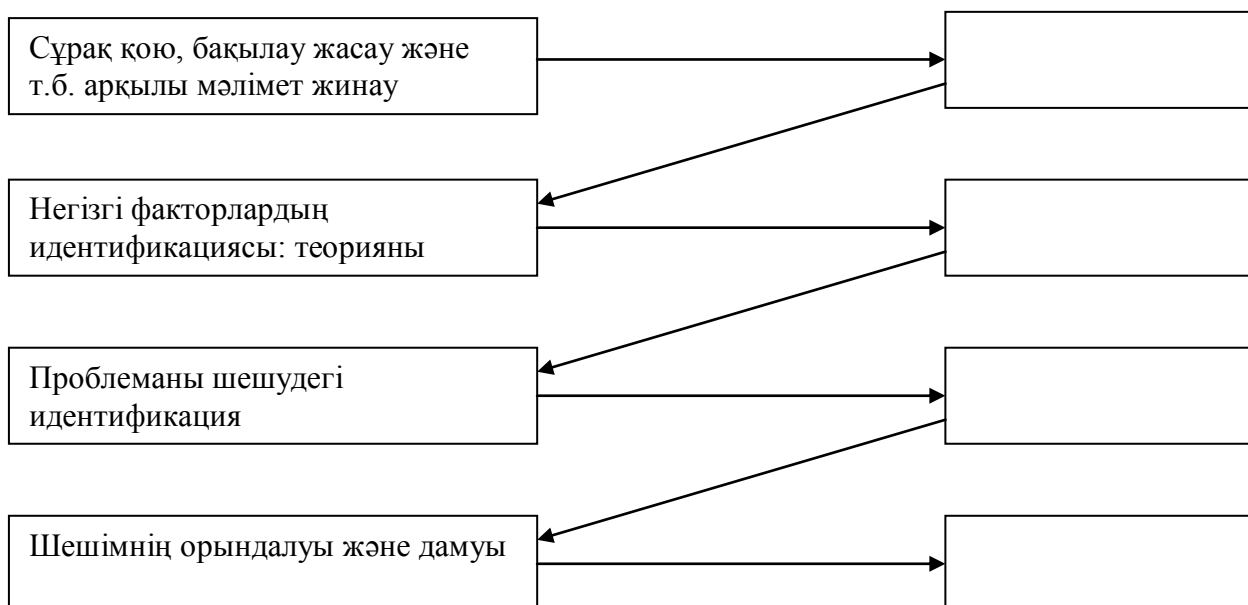 Сұрақ қою, бақылау жасау және
т.б. арқылы мәлімет жинау
Негізгі факторлардың
идентификациясы: теорияны
Проблеманы шешудегі
идентификация
Шешімнің орындалуы және дамуы